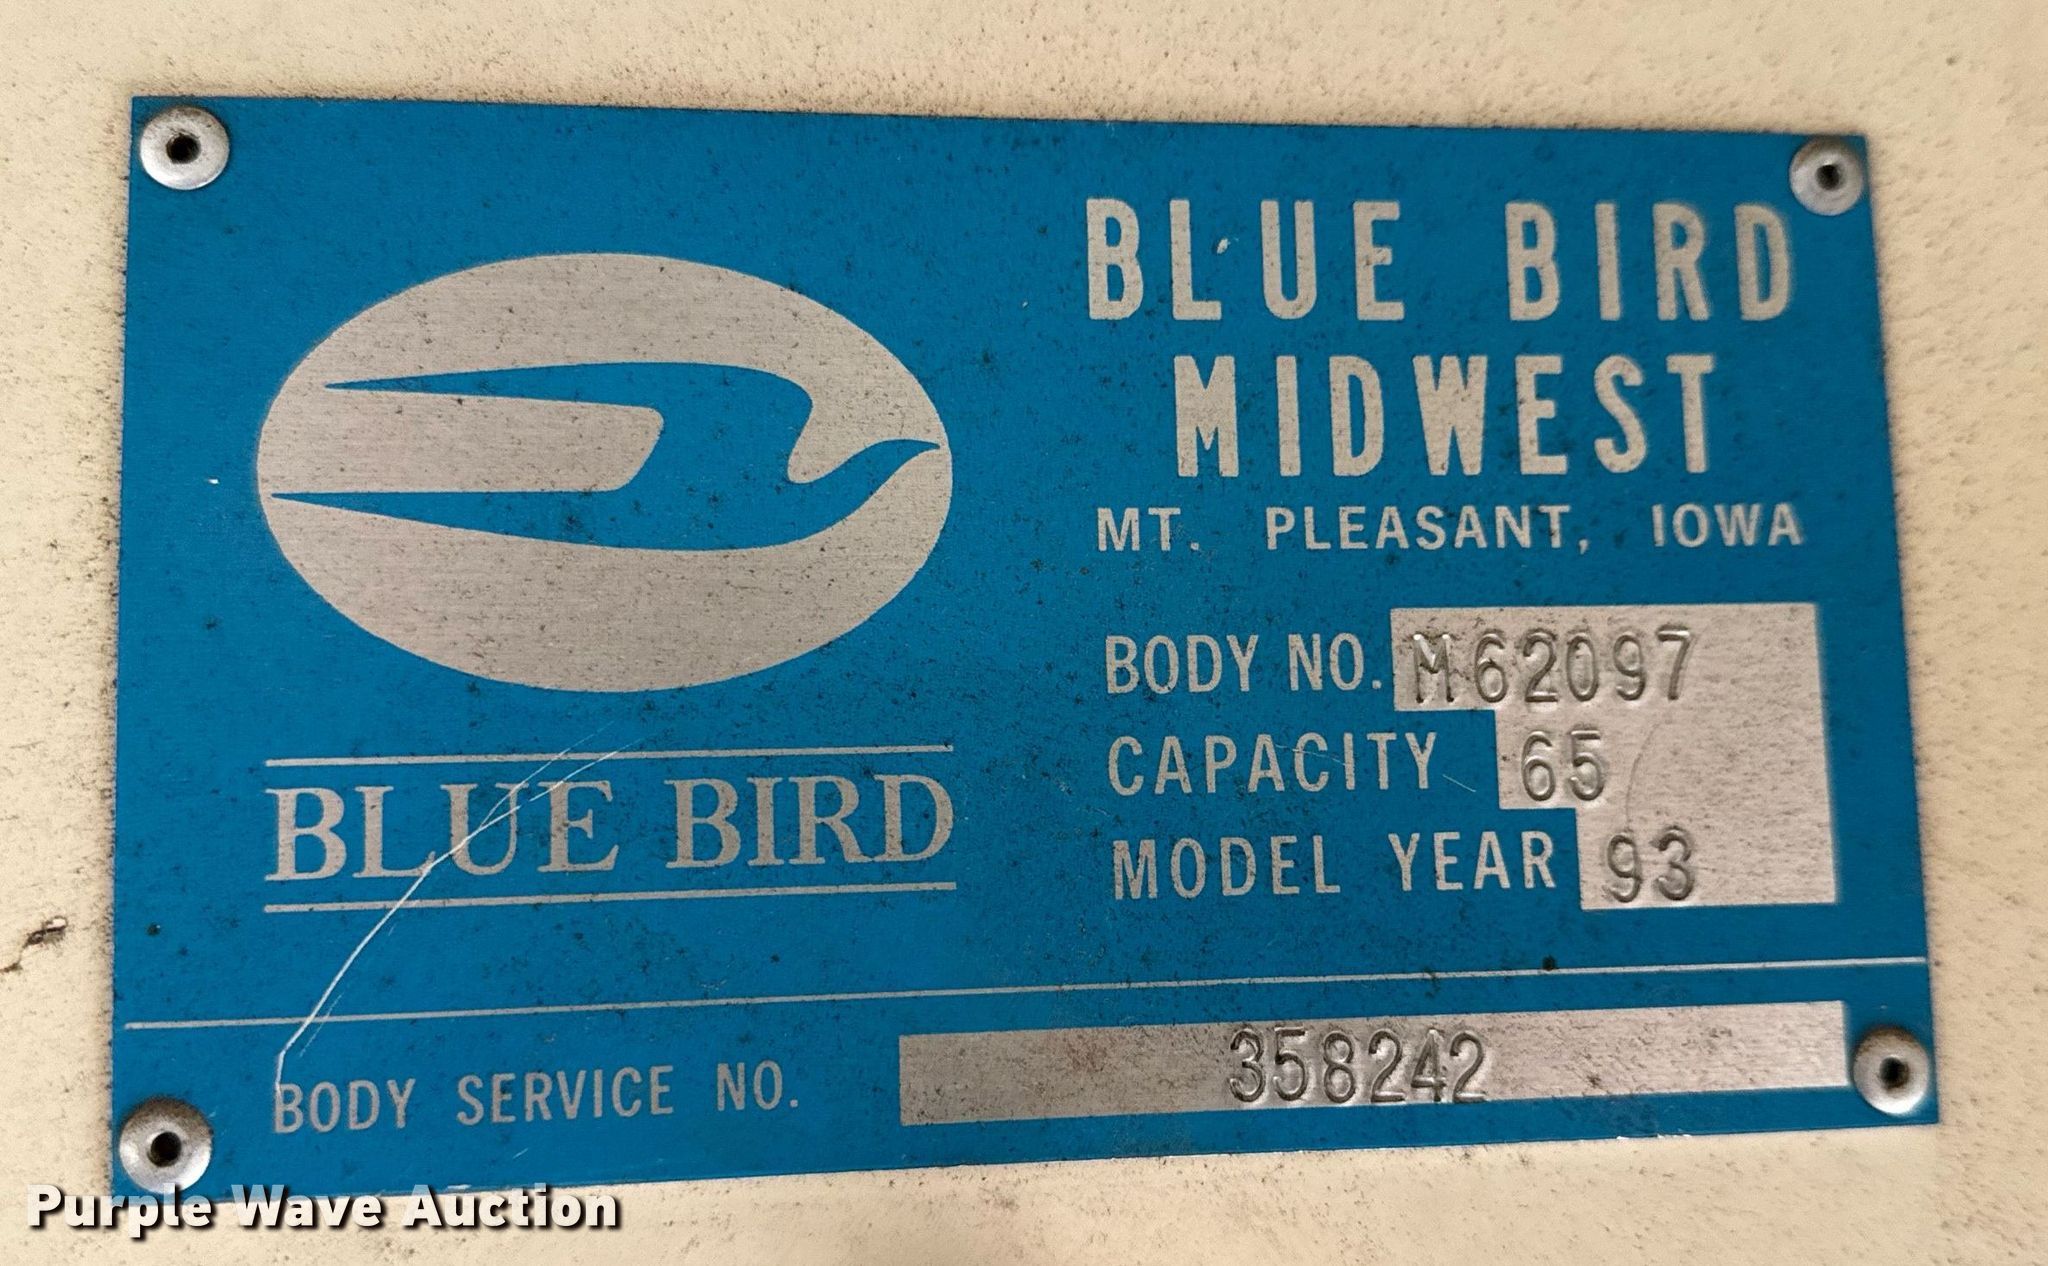 BLUE BIRD
MIDWEST
MT. PLEASANT, IOWA
BODY NO. M62097
CAPACITY 65
MODEL YEAR 93
BLUE BIRD
BODY SERVICE NO. 358242
Purple Wave Auction